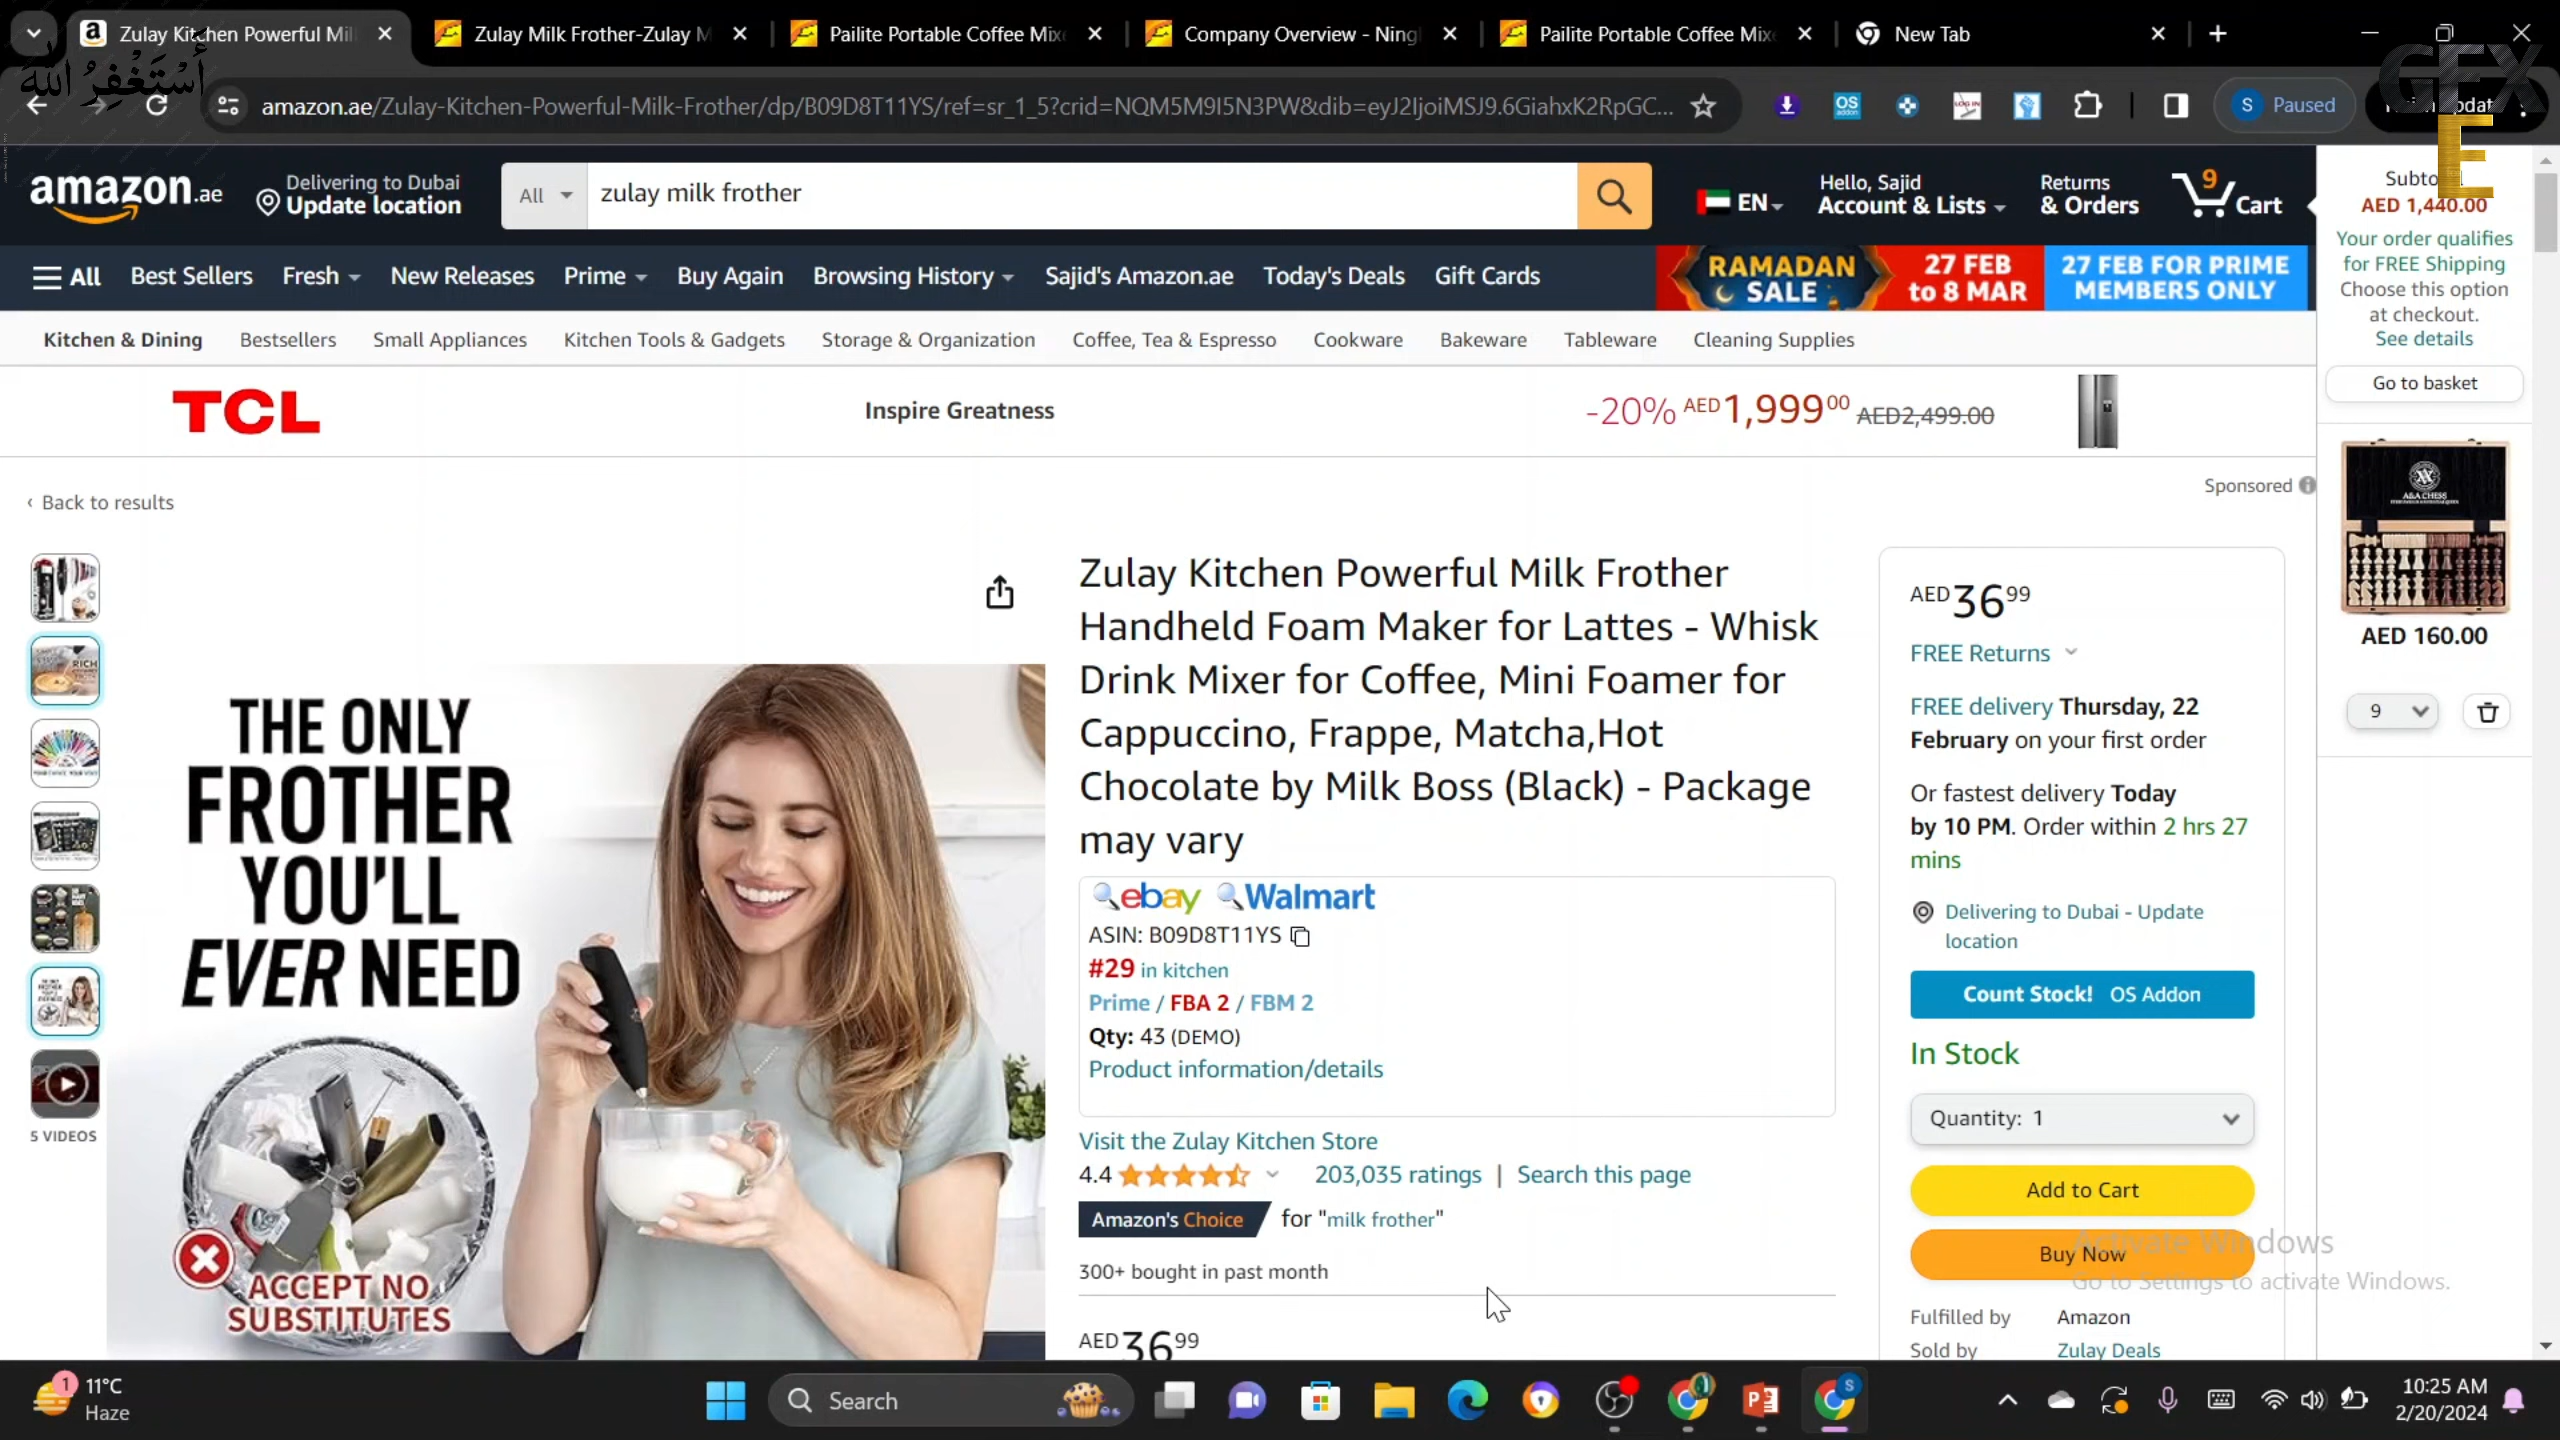 Zulay Kitchen Powerful Mil
Zulay Milk Frother-Zulay M
Pailite Portable Coffee Mixe
Company Overview - Ning
Pailite Portable Coffee Mixe
New Tab
أَسْتَغْفِرُ اللّٰه
amazon.ae/Zulay-Kitchen-Powerful-Milk-Frother/dp/B09D8T11YS/ref=sr_1_5?crid=NQM5M9I5N3PW&dib=eyJ2IjoiMSJ9.6GiahxK2RpGC...
OS addon
LOG IN
S Paused
GFX
E
amazon.ae
Delivering to Dubai
Update location
All
zulay milk frother
EN
Hello, Sajid
Account & Lists
Returns
& Orders
9
Cart
All
Best Sellers
Fresh
New Releases
Prime
Buy Again
Browsing History
Sajid's Amazon.ae
Today's Deals
Gift Cards
RAMADAN
SALE
27 FEB
to 8 MAR
27 FEB FOR PRIME
MEMBERS ONLY
AED 1,440.00
Your order qualifies
for FREE Shipping
Choose this option
at checkout.
See details
Go to basket
A&A CHESS
AED 160.00
9
Kitchen & Dining
Bestsellers
Small Appliances
Kitchen Tools & Gadgets
Storage & Organization
Coffee, Tea & Espresso
Cookware
Bakeware
Tableware
Cleaning Supplies
TCL
Inspire Greatness
-20% AED1,999 00 AED2,499.00
Sponsored
‹ Back to results
RICH
5 VIDEOS
THE ONLY
FROTHER
YOU'LL
EVER NEED
ACCEPT NO
SUBSTITUTES
Zulay Kitchen Powerful Milk Frother
Handheld Foam Maker for Lattes - Whisk
Drink Mixer for Coffee, Mini Foamer for
Cappuccino, Frappe, Matcha,Hot
Chocolate by Milk Boss (Black) - Package
may vary
ebay Walmart
ASIN: B09D8T11YS
#29 in kitchen
Prime / FBA 2 / FBM 2
Qty: 43 (DEMO)
Product information/details
Visit the Zulay Kitchen Store
4.4
203,035 ratings | Search this page
Amazon's Choice for "milk frother"
300+ bought in past month
AED 36 99
AED 36 99
FREE Returns
FREE delivery Thursday, 22
February on your first order
Or fastest delivery Today
by 10 PM. Order within 2 hrs 27
mins
Delivering to Dubai - Update
location
Count Stock! OS Addon
In Stock
Quantity: 1
Add to Cart
Buy Now
Activate Windows
Go to Settings to activate Windows.
Fulfilled by Amazon
Sold by Zulay Deals
1
11°C
Haze
Search
S
10:25 AM
2/20/2024